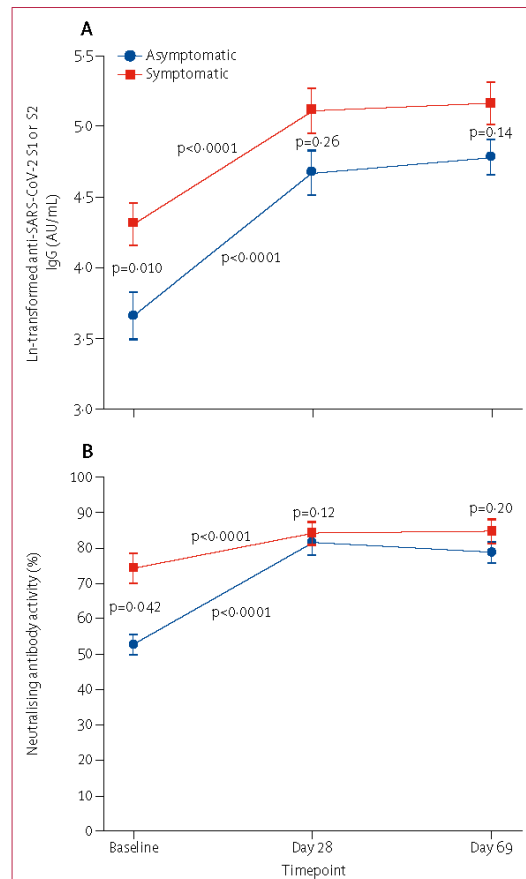 A
Asymptomatic
Symptomatic
5·5
5·0
4·5
4·0
3·5
3·0
Ln-transformed anti-SARS-CoV-2 S1 or S2
IgG (AU/mL)
p<0·0001
p=0·26
p=0·14
p=0·010
p<0·0001
B
100
90
80
70
60
50
40
30
20
10
0
Neutralising antibody activity (%)
p<0·0001
p=0·12
p=0·20
p=0·042
p<0·0001
Baseline
Day 28
Day 69
Timepoint